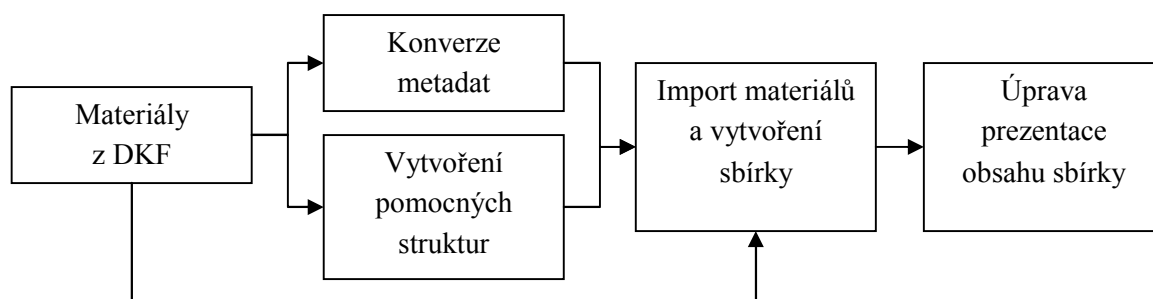 Materiály
z DKF
Konverze
metadat
Vytvoření
pomocných
struktur
Import materiálů
a vytvoření
sbírky
Úprava
prezentace
obsahu sbírky